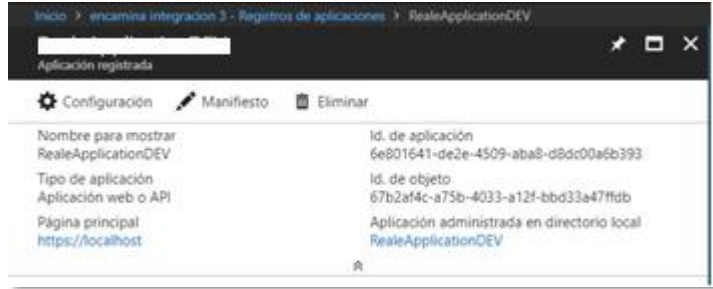 Inicio > encamina integracion 3 - Registros de aplicaciones > RealeApplicationDEV
Aplicación registrada
Configuración Manifiesto Eliminar
Nombre para mostrar
RealeApplicationDEV
Id. de aplicación
6e801641-de2e-4509-aba8-d8dc00a6b393
Tipo de aplicación
Aplicación web o API
Id. de objeto
67b2af4c-a75b-4033-a12f-bbd33a47ffdb
Página principal
https://localhost
Aplicación administrada en directorio local
RealeApplicationDEV